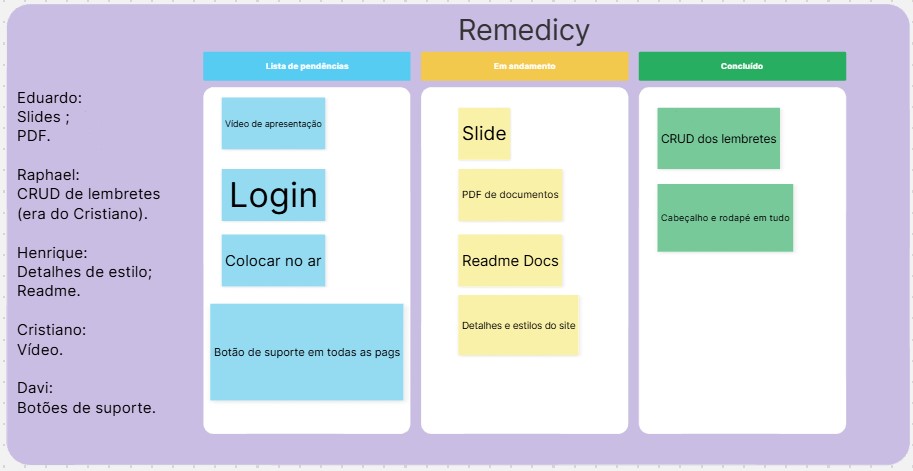 Remedicy
Eduardo:
Slides ;
PDF.
Raphael:
CRUD de lembretes
(era do Cristiano).
Henrique:
Detalhes de estilo;
Readme.
Cristiano:
Vídeo.
Davi:
Botões de suporte.
Lista de pendências
Vídeo de apresentação
Login
Colocar no ar
Botão de suporte em todas as pags
Em andamento
Slide
PDF de documentos
Readme Docs
Detalhes e estilos do site
Concluído
CRUD dos lembretes
Cabeçalho e rodapé em tudo